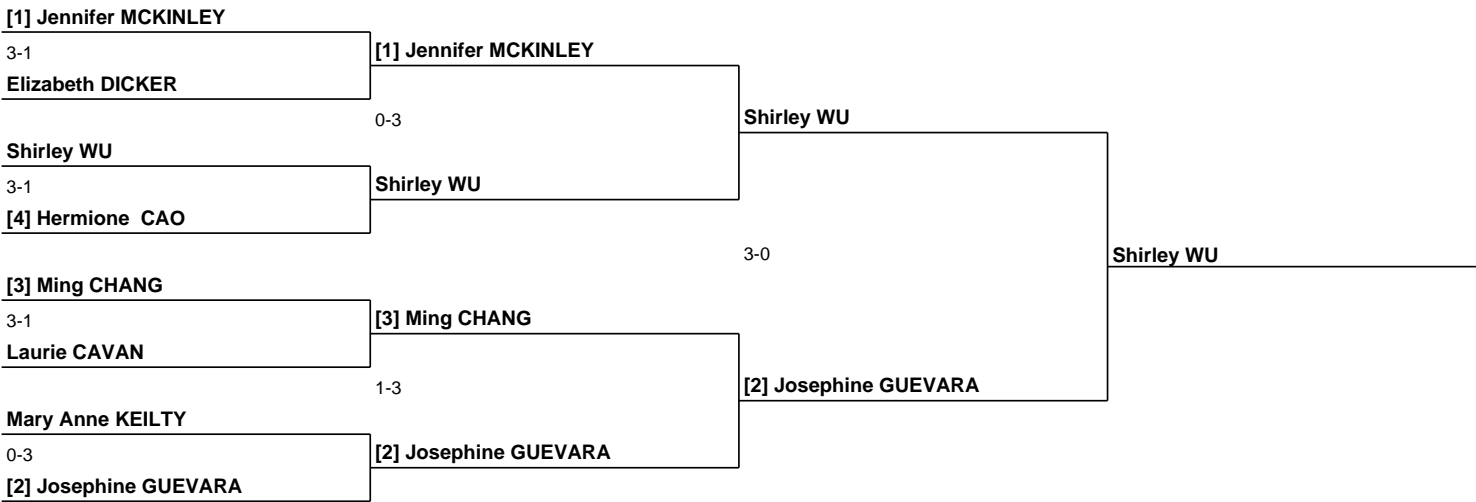 [1] Jennifer MCKINLEY
3-1
[1] Jennifer MCKINLEY
Elizabeth DICKER
0-3
Shirley WU
Shirley WU
3-1
Shirley WU
[4] Hermione  CAO
3-0
Shirley WU
[3] Ming CHANG
3-1
[3] Ming CHANG
Laurie CAVAN
1-3
[2] Josephine GUEVARA
Mary Anne KEILTY
0-3
[2] Josephine GUEVARA
[2] Josephine GUEVARA